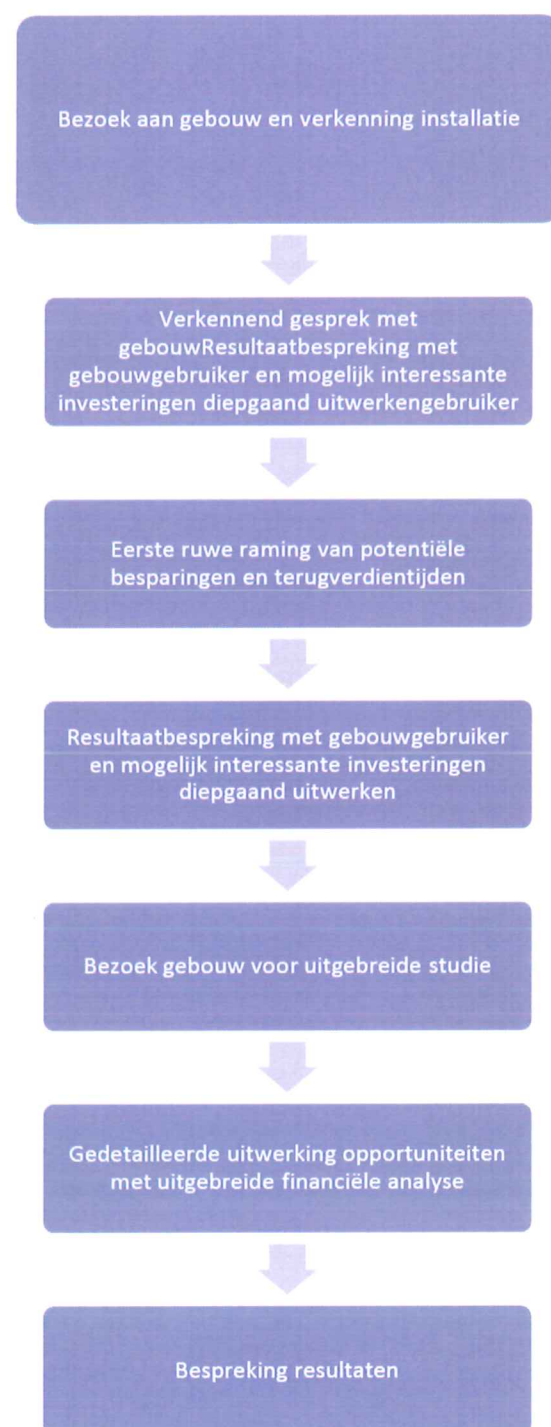 Bezoek aan gebouw en verkenning installatie
Verkennend gesprek met
gebouwResultaatbespreking met
gebouwgebruiker en mogelijk interessante
investeringen diepgaand uitwerkengebruiker
Eerste ruwe raming van potentiële
besparingen en terugverdientijden
Resultaatbespreking met gebouwgebruiker
en mogelijk interessante investeringen
diepgaand uitwerken
Bezoek gebouw voor uitgebreide studie
Gedetailleerde uitwerking opportuniteiten
met uitgebreide financiële analyse
Bespreking resultaten